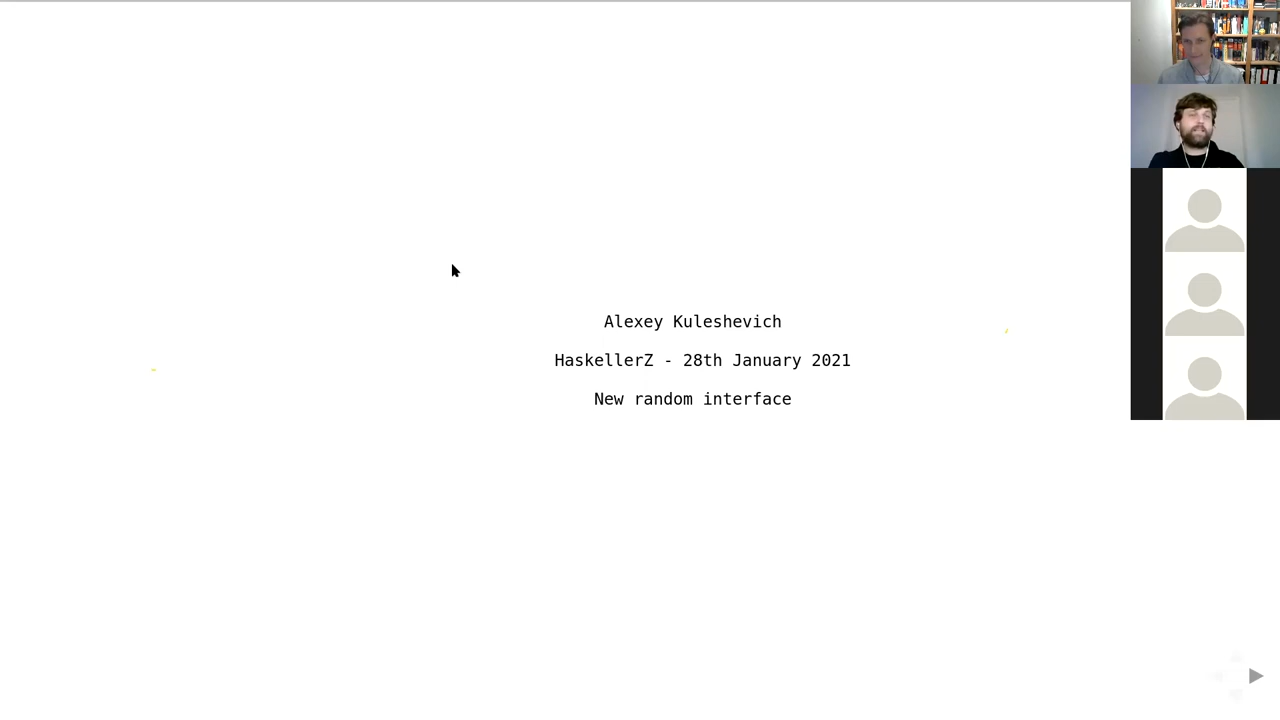 Alexey Kuleshevich
HaskellerZ - 28th January 2021
New random interface